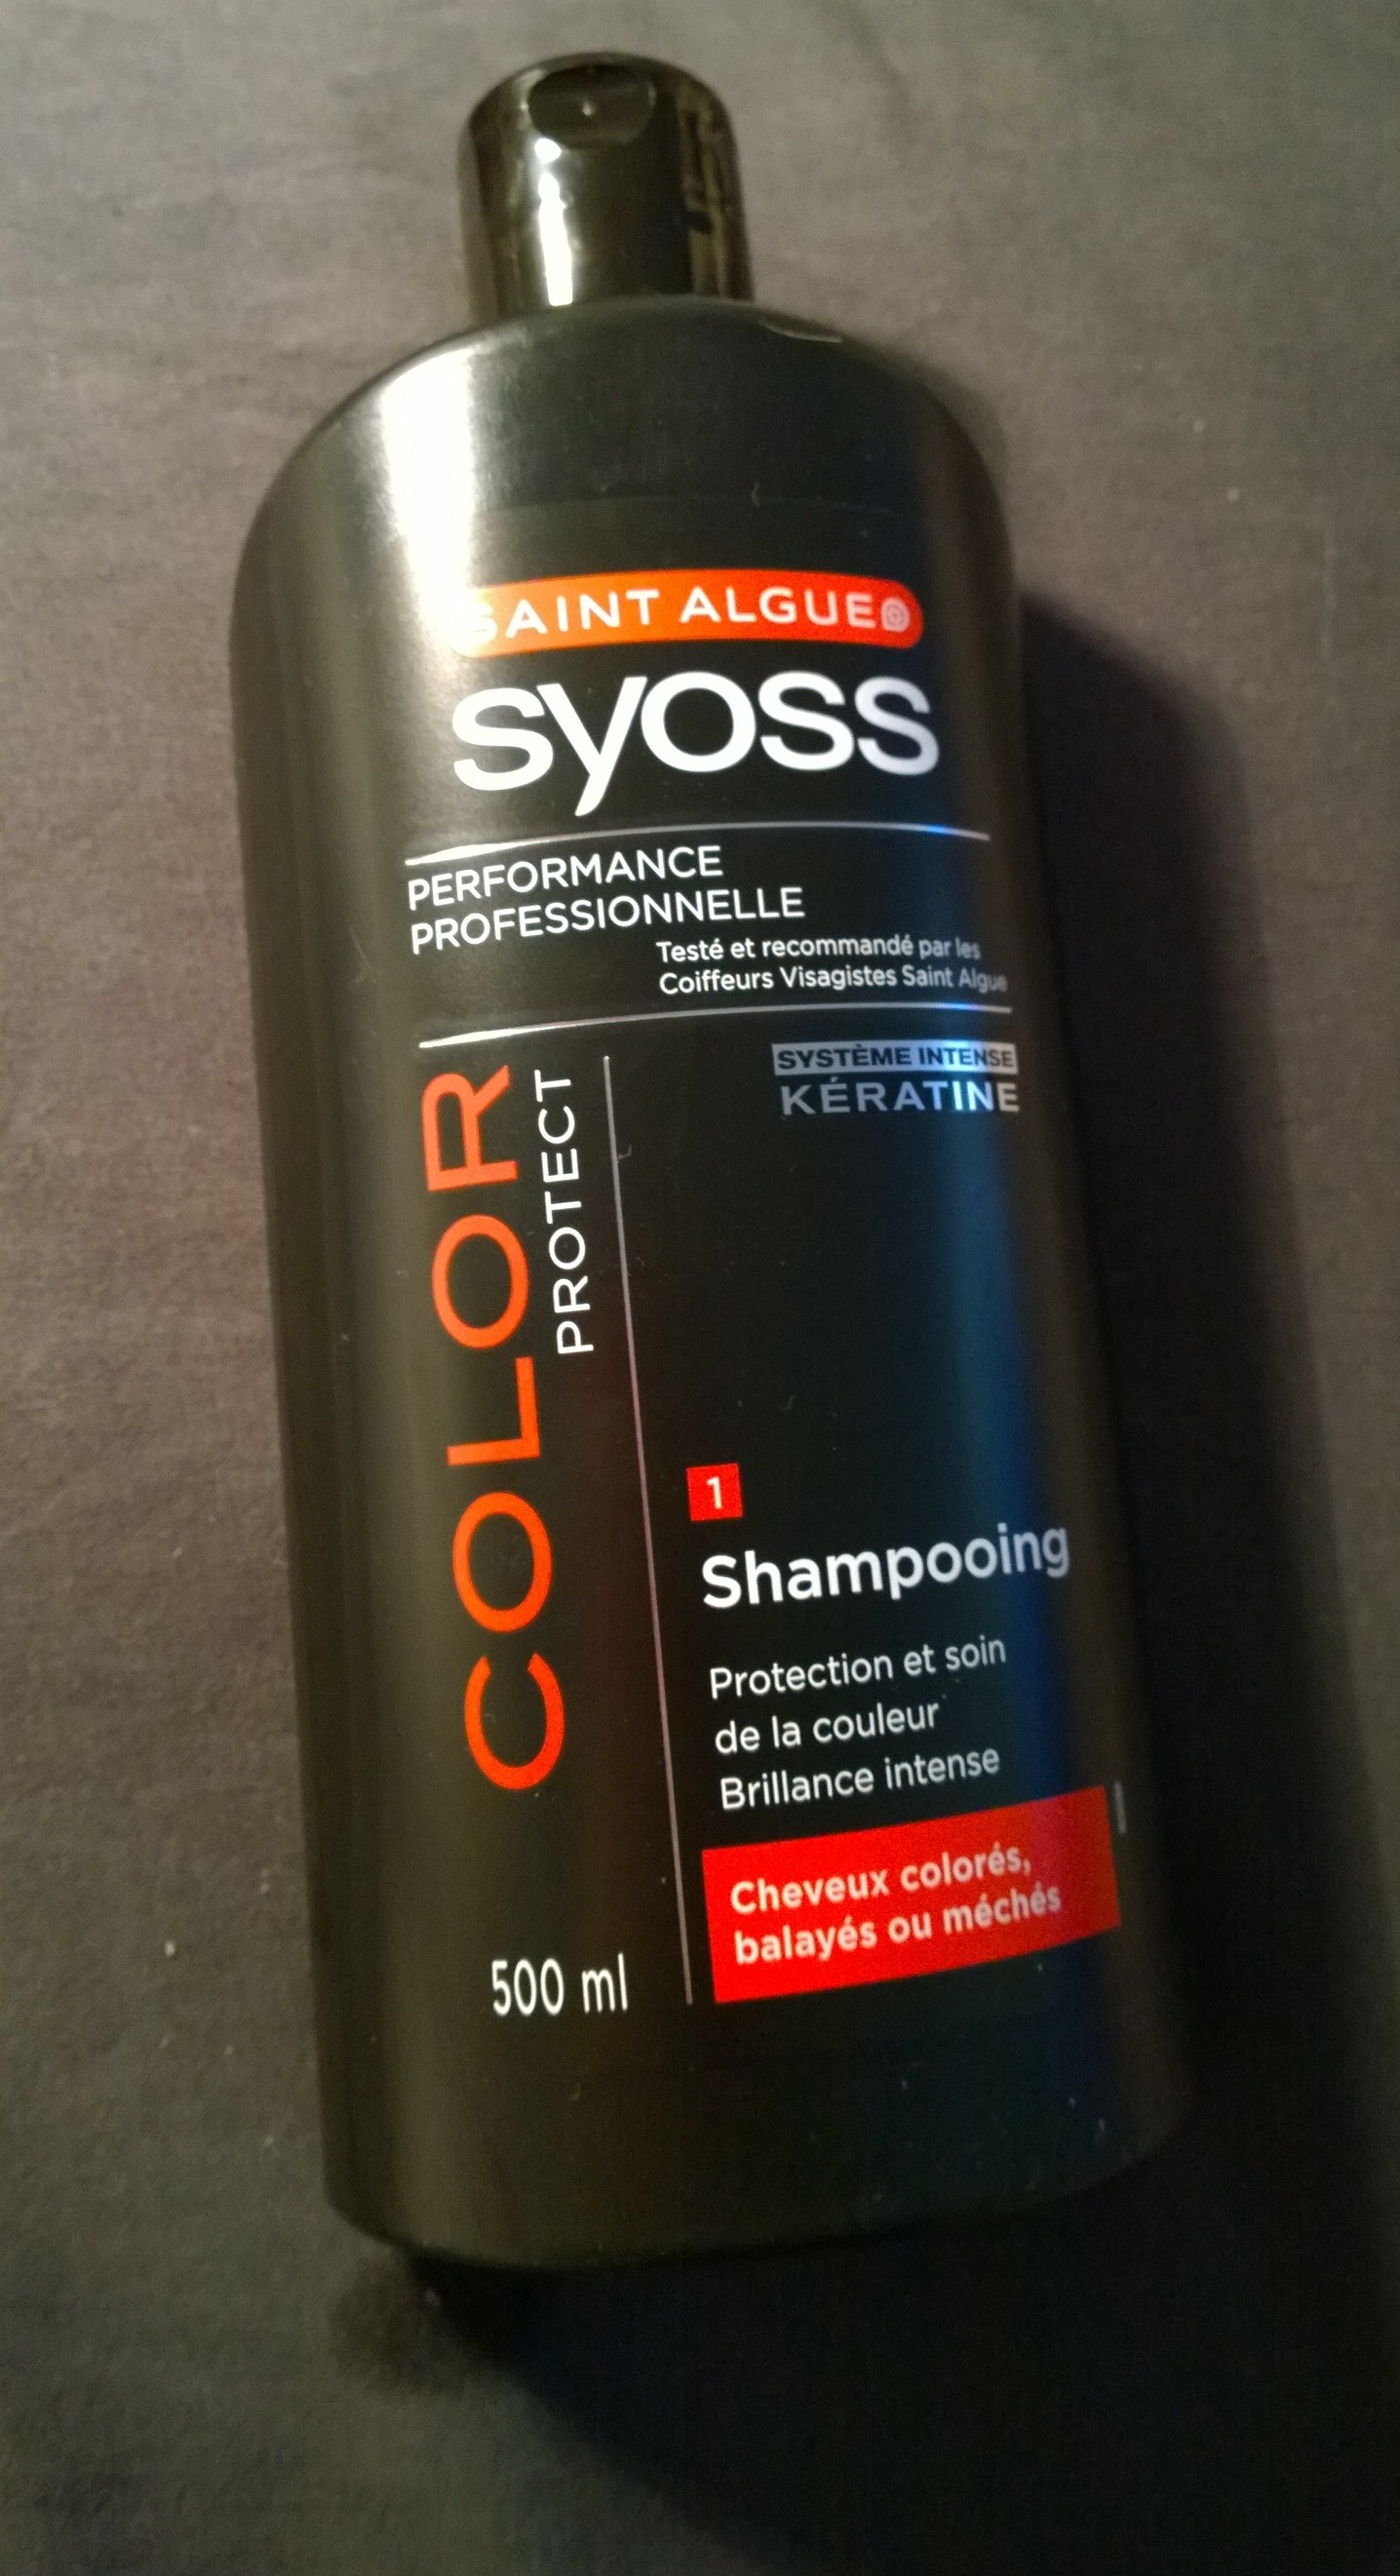 SAINT ALGUE
syoss
PERFORMANCE
PROFESSIONNELLE
Testé et recommandé par les
Coiffeurs Visagistes Saint Algue
SYSTÈME INTENSE
KÉRATINE
COLOR
PROTECT
1
Shampooing
Protection et soin
de la couleur
Brillance intense
Cheveux colorés,
balayés ou méchés
500 ml